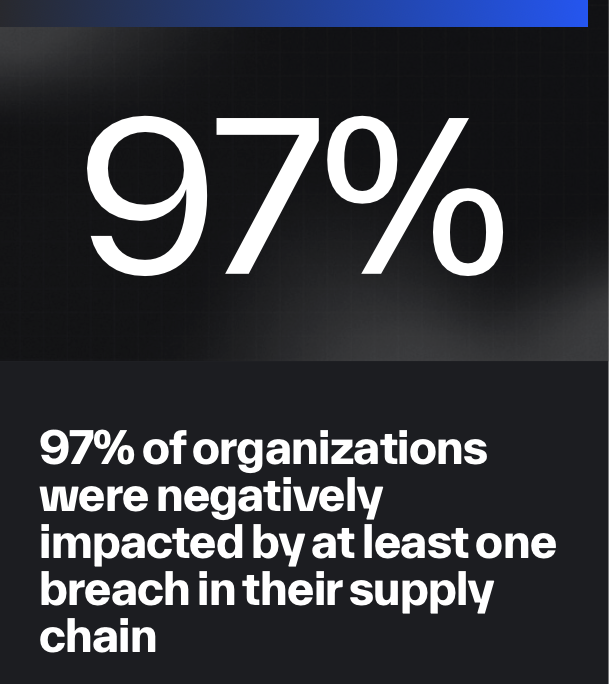 97%
97% of organizations
were negatively
impacted by at least one
breach in their supply
chain